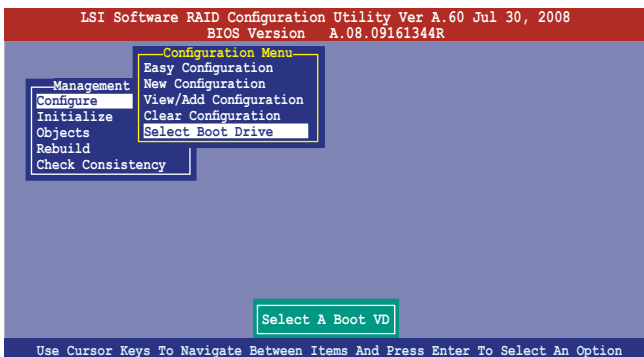 LSI Software RAID Configuration Utility Ver A.60 Jul 30, 2008
BIOS Version A.08.09161344R
Configuration Menu
Easy Configuration
New Configuration
View/Add Configuration
Clear Configuration
Select Boot Drive
Management
Configure
Initialize
Objects
Rebuild
Check Consistency
Select A Boot VD
Use Cursor Keys To Navigate Between Items And Press Enter To Select An Option